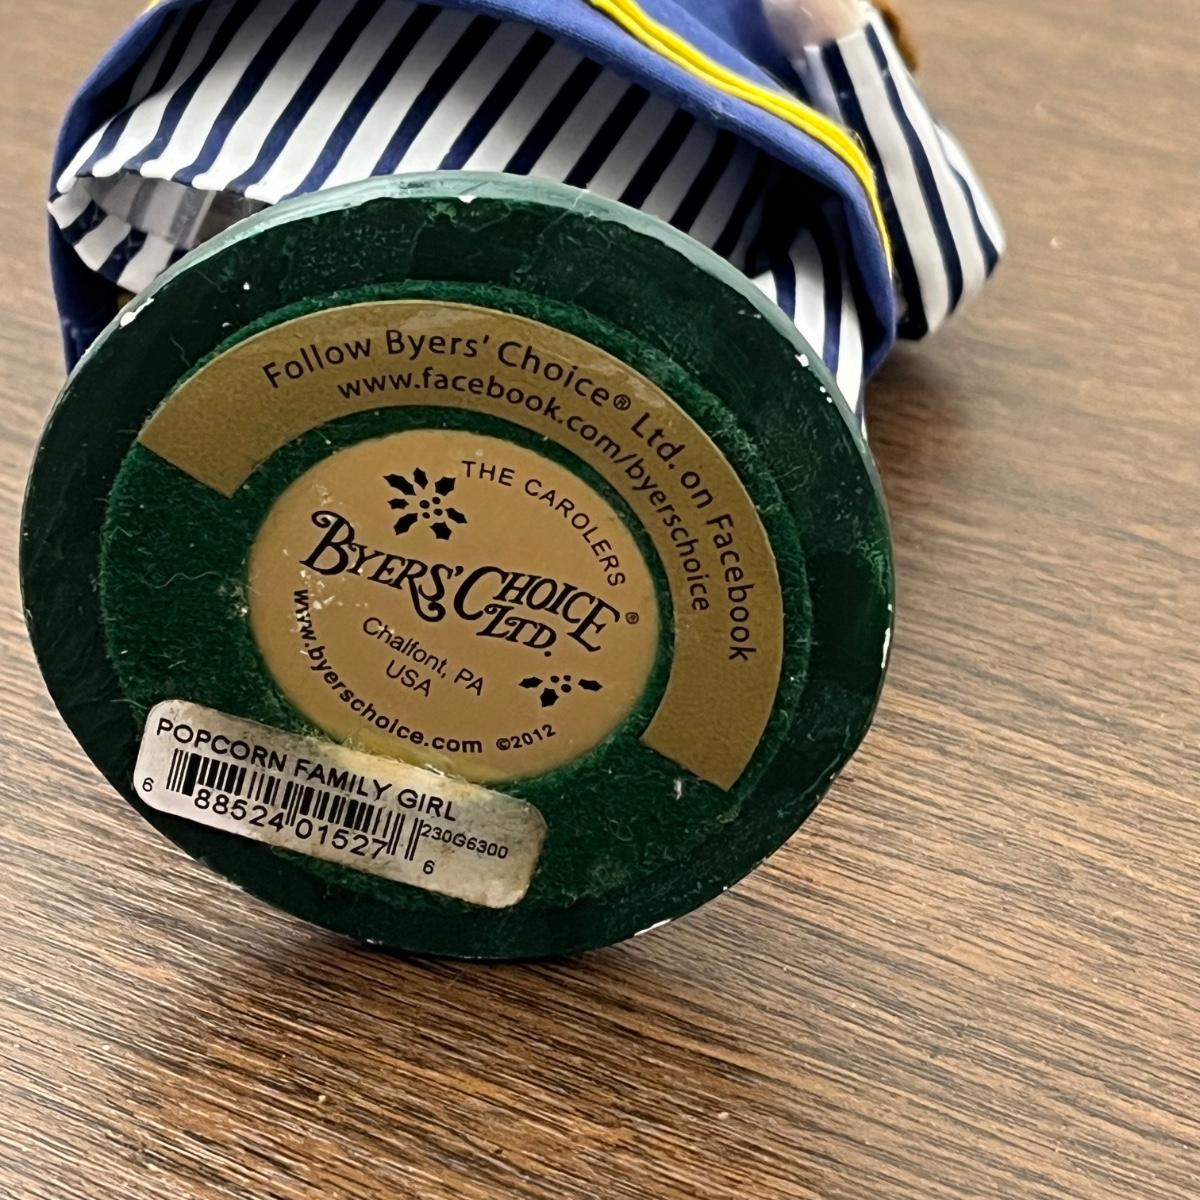 Follow Byers' Choice® Ltd. on Facebook
www.facebook.com/byerschoice
THE CAROLERS
BYERS' CHOICE
LTD.®
Chalfont, PA
USA
www.byerschoice.com ©2012
POPCORN FAMILY GIRL
6 88524 01527 6
230G6300